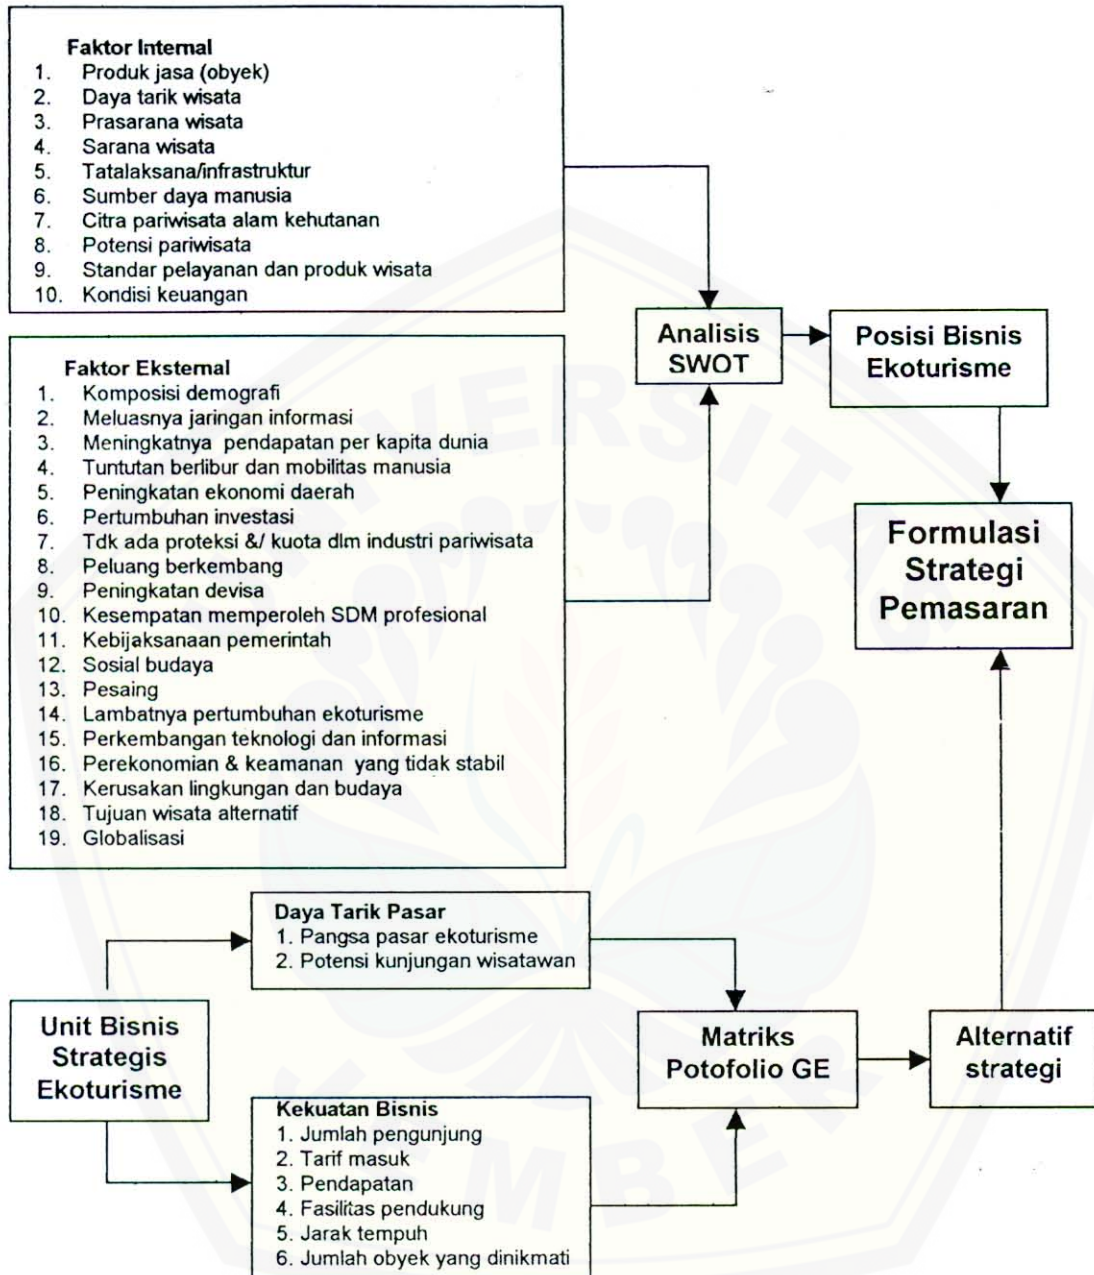 Faktor Internal
1. Produk jasa (obyek)
2. Daya tarik wisata
3. Prasarana wisata
4. Sarana wisata
5. Tatalaksana/infrastruktur
6. Sumber daya manusia
7. Citra pariwisata alam kehutanan
8. Potensi pariwisata
9. Standar pelayanan dan produk wisata
10. Kondisi keuangan
Faktor Eksternal
1. Komposisi demografi
2. Meluasnya jaringan informasi
3. Meningkatnya pendapatan per kapita dunia
4. Tuntutan berlibur dan mobilitas manusia
5. Peningkatan ekonomi daerah
6. Pertumbuhan investasi
7. Tdk ada proteksi &/ kuota dlm industri pariwisata
8. Peluang berkembang
9. Peningkatan devisa
10. Kesempatan memperoleh SDM profesional
11. Kebijaksanaan pemerintah
12. Sosial budaya
13. Pesaing
14. Lambatnya pertumbuhan ekoturisme
15. Perkembangan teknologi dan informasi
16. Perekonomian & keamanan yang tidak stabil
17. Kerusakan lingkungan dan budaya
18. Tujuan wisata alternatif
19. Globalisasi
Analisis
SWOT
Posisi Bisnis
Ekoturisme
Formulasi
Strategi
Pemasaran
Unit Bisnis
Strategis
Ekoturisme
Daya Tarik Pasar
1. Pangsa pasar ekoturisme
2. Potensi kunjungan wisatawan
Kekuatan Bisnis
1. Jumlah pengunjung
2. Tarif masuk
3. Pendapatan
4. Fasilitas pendukung
5. Jarak tempuh
6. Jumlah obyek yang dinikmati
Matriks
Potofolio GE
Alternatif
strategi
UNIVERSITAS
JEMBER